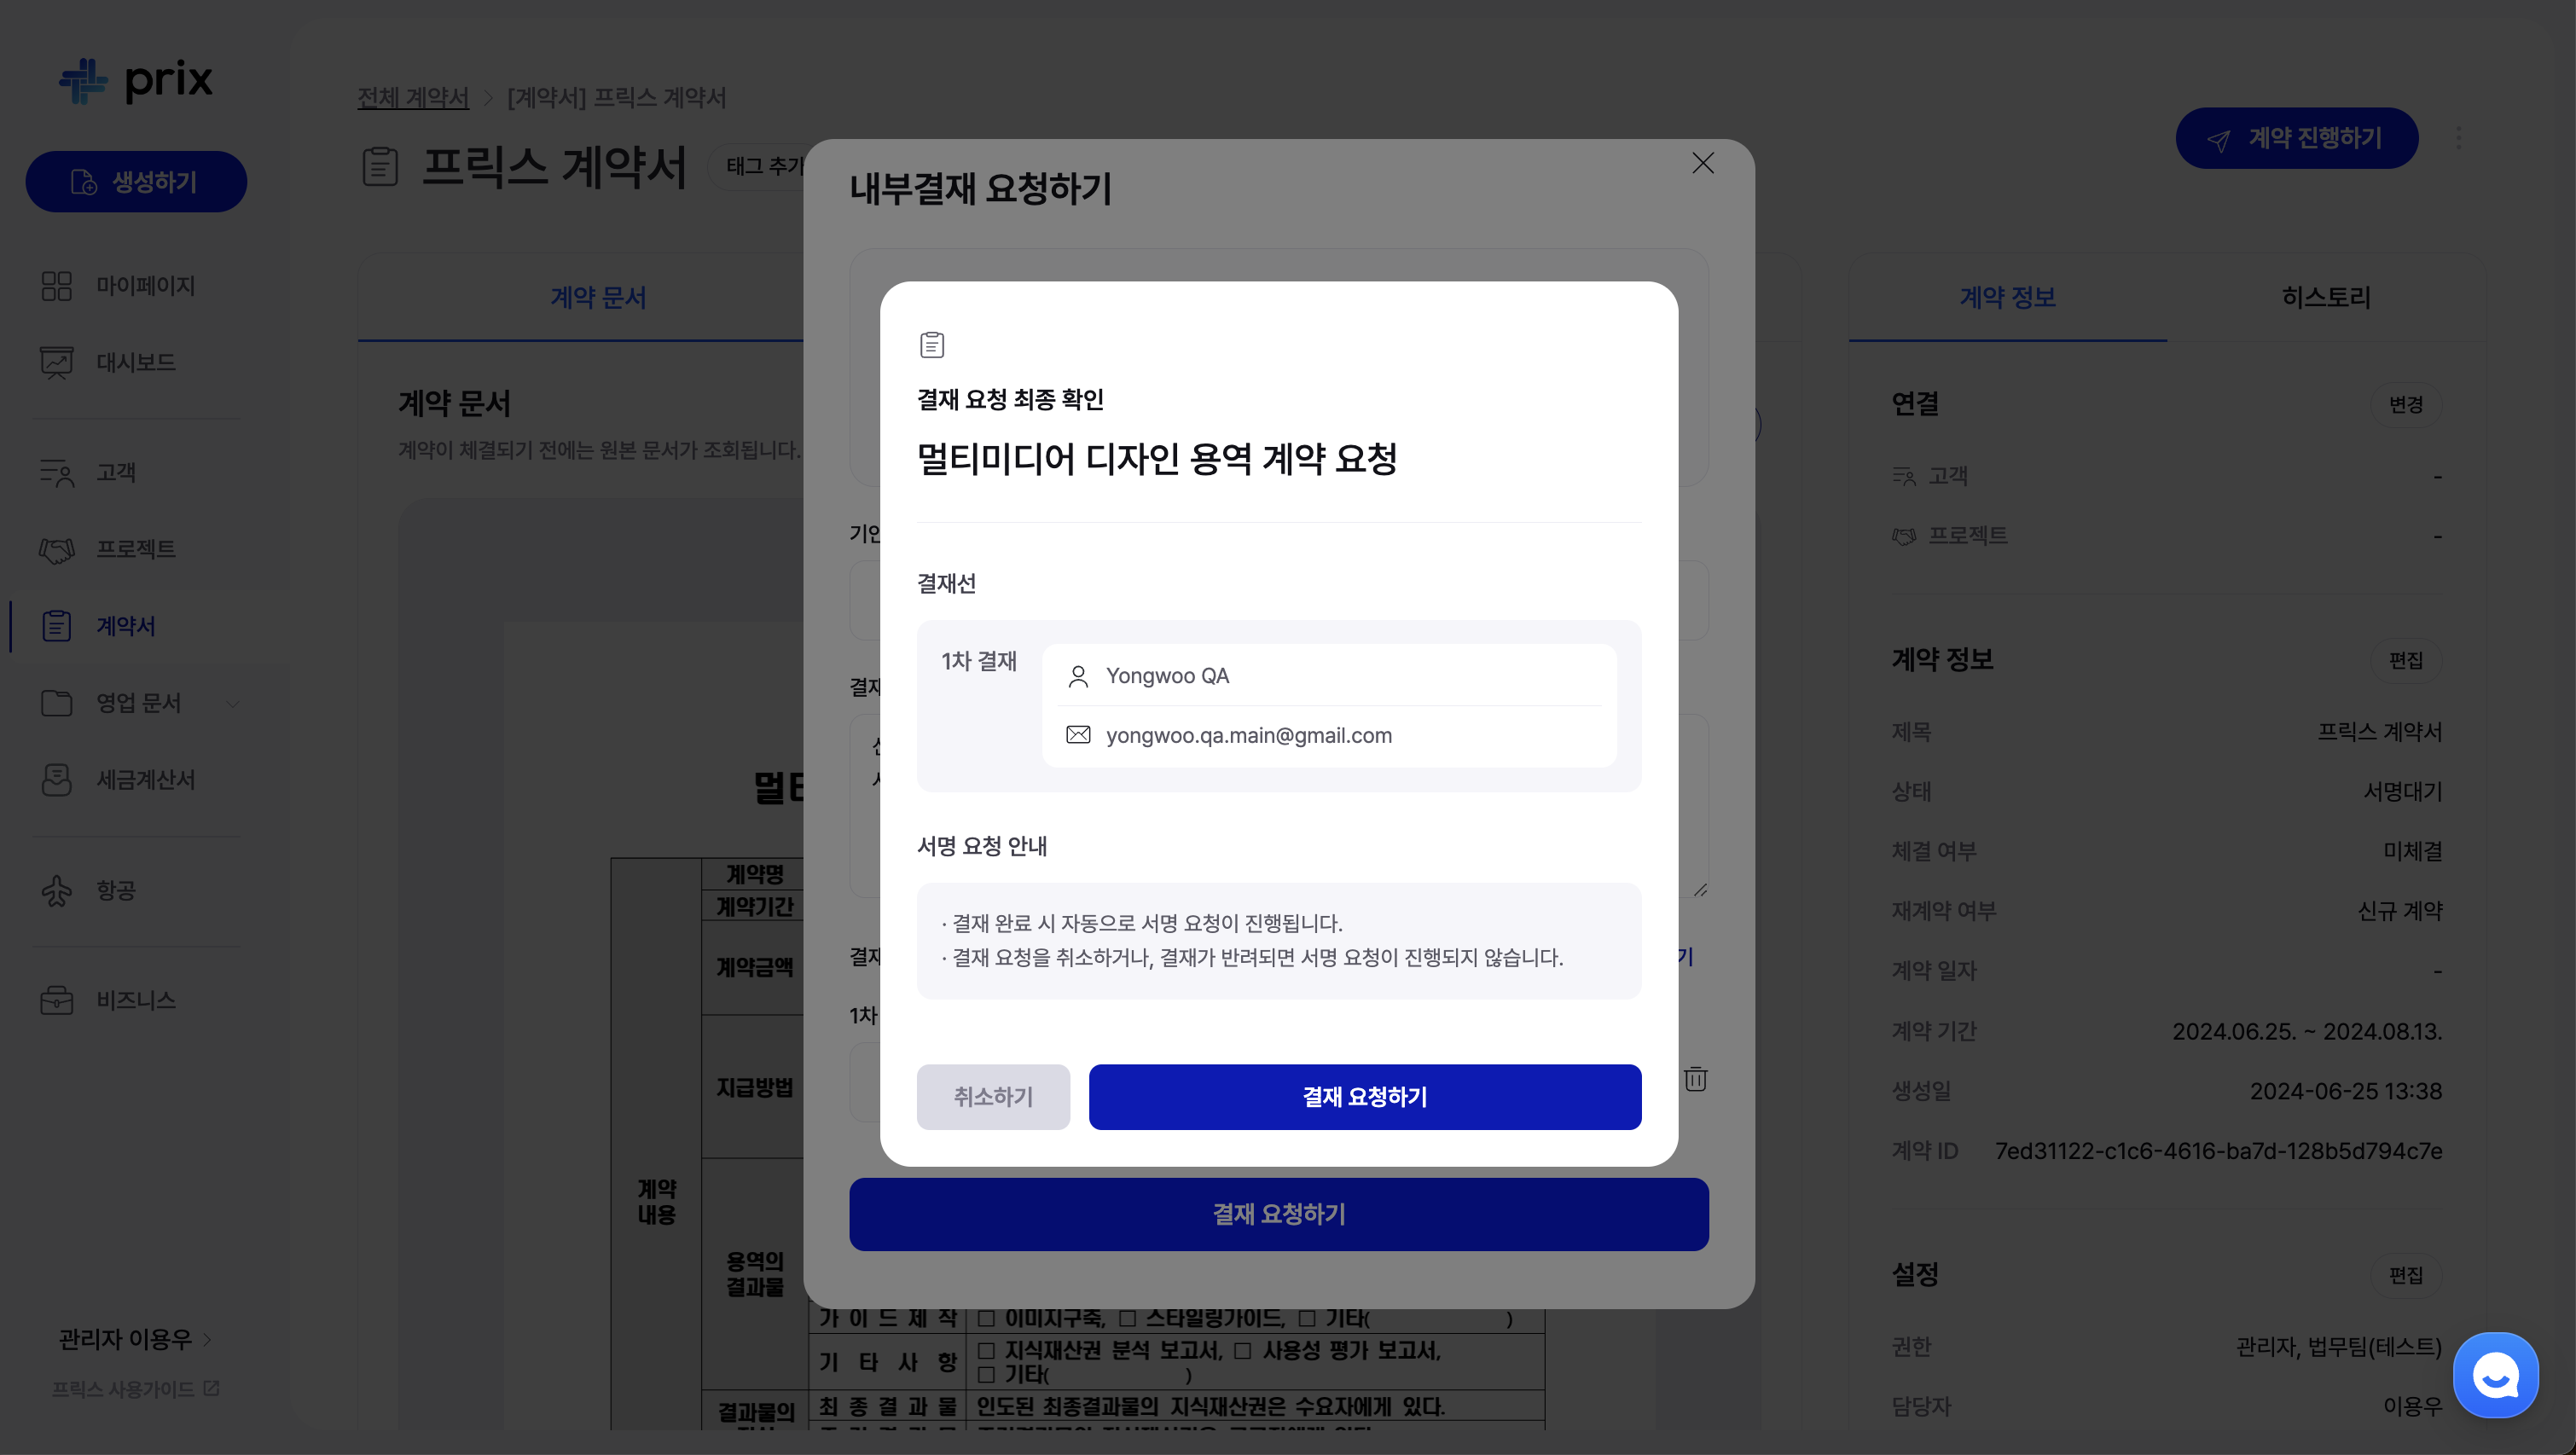 prix
생성하기
마이페이지
대시보드
고객
프로젝트
계약서
영업 문서
세금계산서
항공
비즈니스
관리자 이용우
프릭스 사용가이드
전체 계약서 > [계약서] 프릭스 계약서
프릭스 계약서
태그 추가
계약 진행하기
계약 문서
계약 문서
계약이 체결되기 전에는 원본 문서가 조회됩니다.
계약명
계약기간
계약금액
지급방법
계약
내용
용역의
결과물
가 이 드 제 작
☐ 이미지구축, ☐ 스타일링가이드, ☐ 기타( )
기 타 사 항
☐ 지식재산권 분석 보고서, ☐ 사용성 평가 보고서,
☐ 기타( )
결과물의
최 종 결 과 물
인도된 최종결과물의 지식재산권은 수요자에게 있다.
내부결재 요청하기
1차
결재 요청하기
결재 요청 최종 확인
멀티미디어 디자인 용역 계약 요청
결재선
1차 결재
Yongwoo QA
yongwoo.qa.main@gmail.com
서명 요청 안내
· 결재 완료 시 자동으로 서명 요청이 진행됩니다.
· 결재 요청을 취소하거나, 결재가 반려되면 서명 요청이 진행되지 않습니다.
취소하기
결재 요청하기
계약 정보
히스토리
연결
변경
고객 -
프로젝트 -
계약 정보
편집
제목 프릭스 계약서
상태 서명대기
체결 여부 미체결
재계약 여부 신규 계약
계약 일자 -
계약 기간 2024.06.25. ~ 2024.08.13.
생성일 2024-06-25 13:38
계약 ID 7ed31122-c1c6-4616-ba7d-128b5d794c7e
설정
편집
권한 관리자, 법무팀(테스트)
담당자 이용우